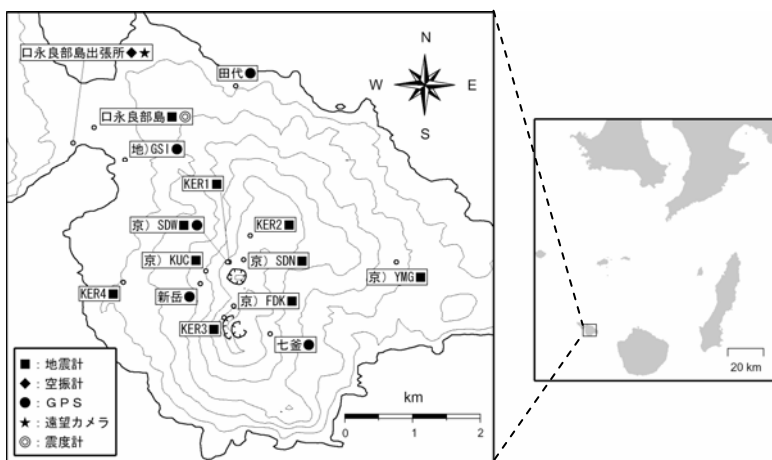 口永良部島出張所◆★
田代●
N
W E
S
口永良部島■◎
地)GSI●
KER1■
京) SDW■●
KER2■
京) KUC■
京) SDN■
京) YMG■
KER4■
新岳●
京) FDK■
KER3■
七釜●
■:地震計
◆:空振計
●:GPS
★:遠望カメラ
◎:震度計
km
0 1 2
20 km